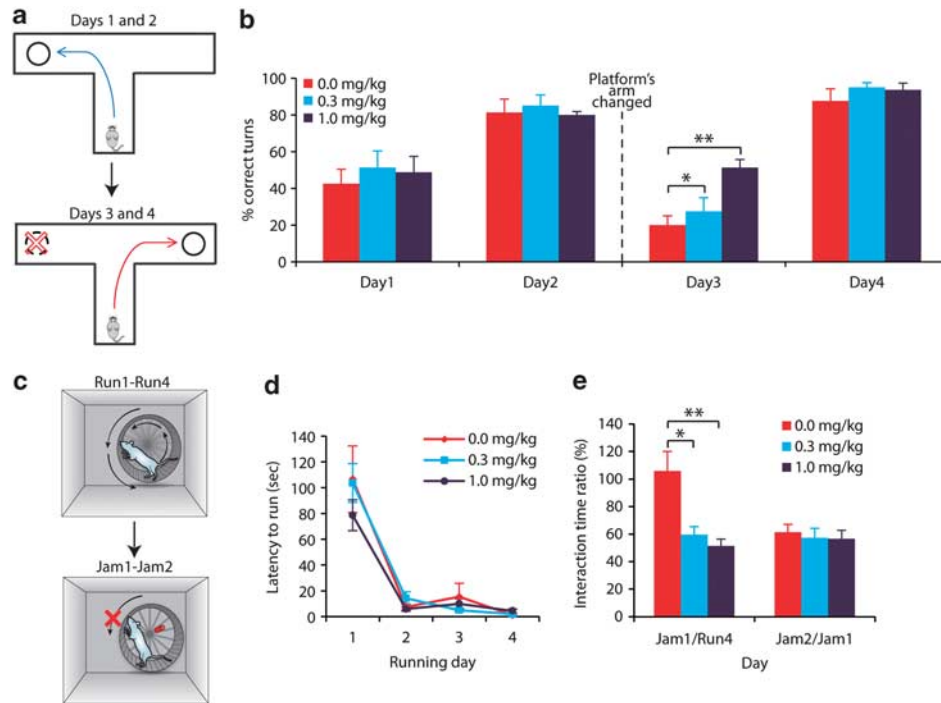 a
Days 1 and 2
Days 3 and 4
b
% correct turns
100
80
60
40
20
0
0.0 mg/kg
0.3 mg/kg
1.0 mg/kg
Platform's
arm
changed
**
*
Day1
Day2
Day3
Day4
c
Run1-Run4
Jam1-Jam2
d
Latency to run (sec)
140
120
100
80
60
40
20
0
0.0 mg/kg
0.3 mg/kg
1.0 mg/kg
1
2
3
4
Running day
e
Interaction time ratio (%)
140
120
100
80
60
40
20
0
**
*
0.0 mg/kg
0.3 mg/kg
1.0 mg/kg
Jam1/Run4
Jam2/Jam1
Day